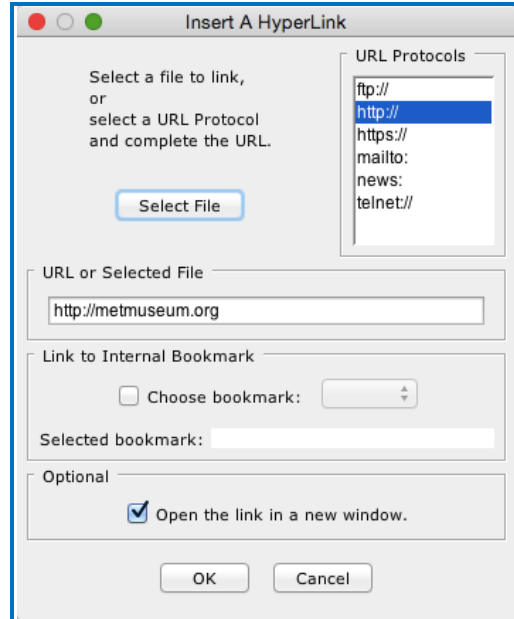 Insert A HyperLink
Select a file to link,
or
select a URL Protocol
and complete the URL.
Select File
URL Protocols
ftp://
http://
https://
mailto:
news:
telnet://
URL or Selected File
http://metmuseum.org
Link to Internal Bookmark
Choose bookmark:
Selected bookmark:
Optional
Open the link in a new window.
OK Cancel